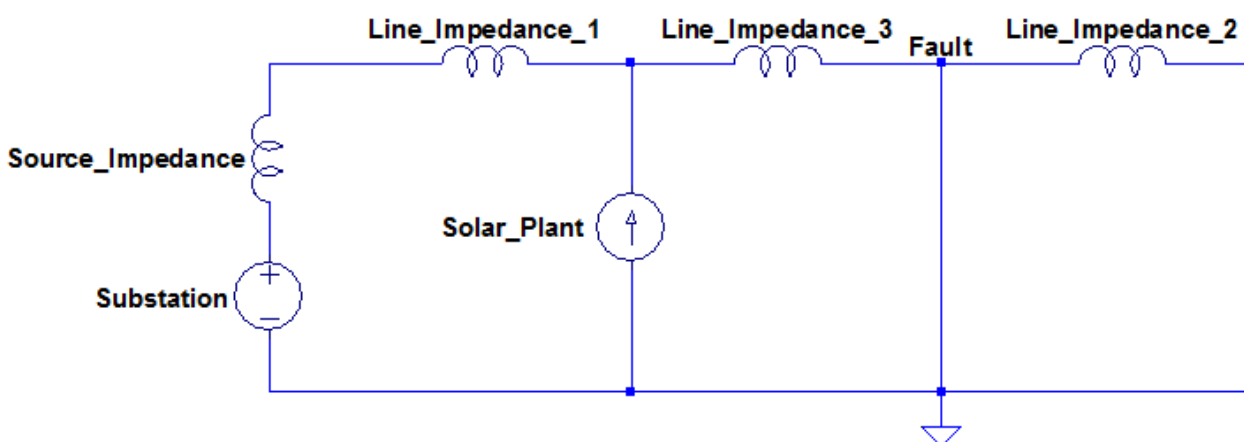 Line_Impedance_1
Line_Impedance_3
Fault
Line_Impedance_2
Source_Impedance
Solar_Plant
Substation